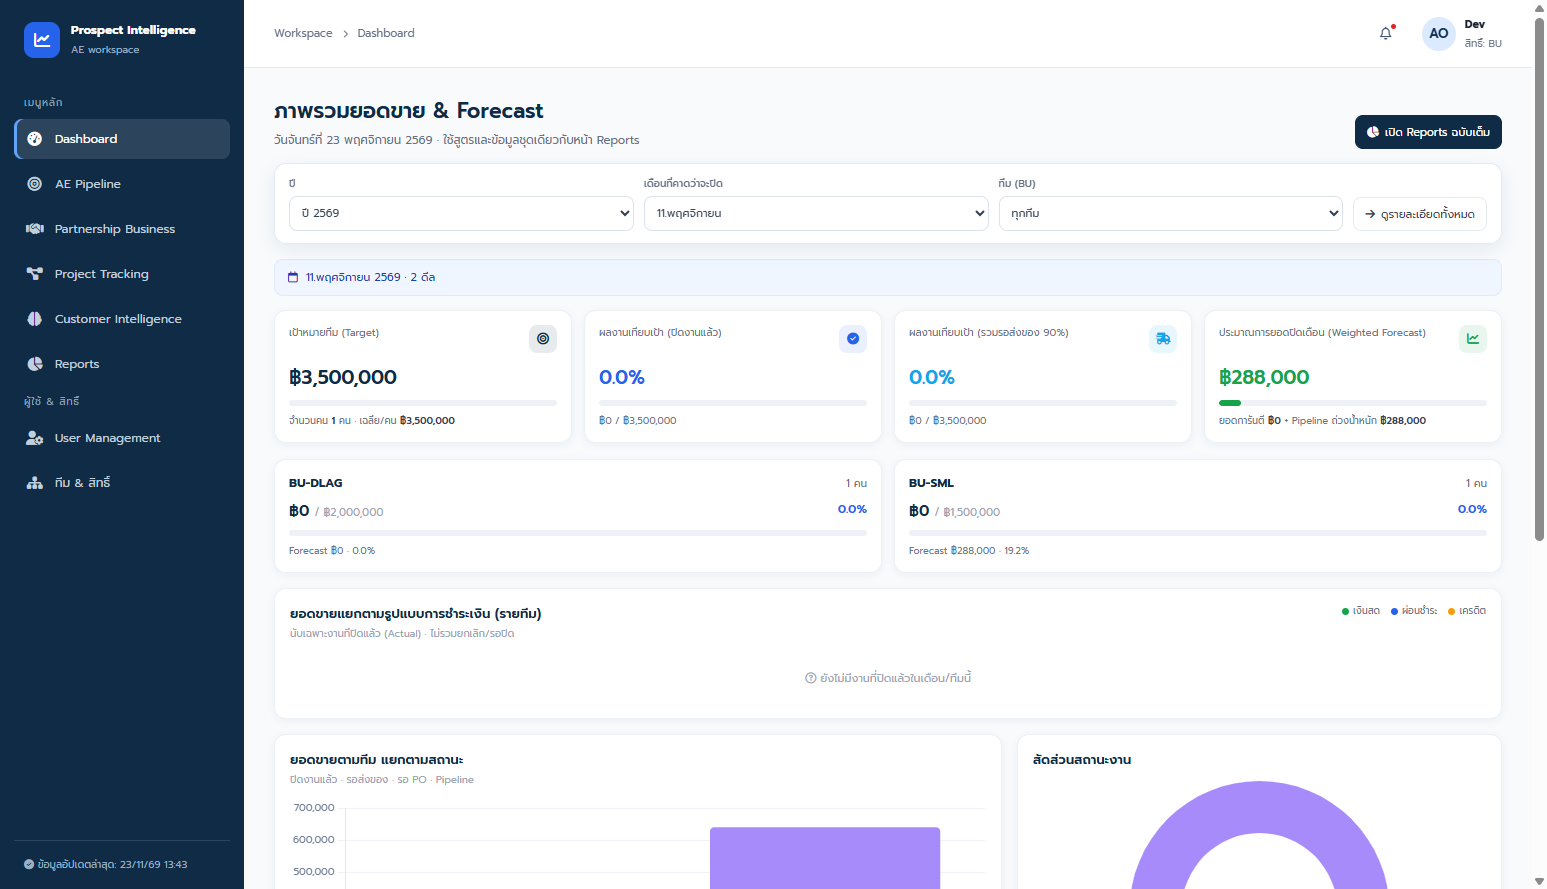 Prospect Intelligence
AE workspace
เมนูหลัก
Dashboard
AE Pipeline
Partnership Business
Project Tracking
Customer Intelligence
Reports
ผู้ใช้ & สิทธิ์
User Management
ทีม & สิทธิ์
ข้อมูลอัปเดตล่าสุด: 23/11/69 13:43
Workspace > Dashboard
AO
Dev
สิทธิ์: BU
ภาพรวมยอดขาย & Forecast
วันจันทร์ที่ 23 พฤศจิกายน 2569 · ใช้สูตรและข้อมูลชุดเดียวกับหน้า Reports
เปิด Reports ฉบับเต็ม
ปี
เดือนที่คาดว่าจะปิด
ทีม (BU)
ปี 2569
11.พฤศจิกายน
ทุกทีม
ดูรายละเอียดทั้งหมด
11.พฤศจิกายน 2569 · 2 ดีล
เป้าหมายทีม (Target)
฿3,500,000
จำนวนคน 1 คน · เฉลี่ย/คน ฿3,500,000
ผลงานเทียบเป้า (ปิดงานแล้ว)
0.0%
฿0 / ฿3,500,000
ผลงานเทียบเป้า (รวมรอส่งของ 90%)
0.0%
฿0 / ฿3,500,000
ประมาณการยอดปิดเดือน (Weighted Forecast)
฿288,000
ยอดการันตี ฿0 + Pipeline ถ่วงน้ำหนัก ฿288,000
BU-DLAG
1 คน
฿0 / ฿2,000,000
0.0%
Forecast ฿0 · 0.0%
BU-SML
1 คน
฿0 / ฿1,500,000
0.0%
Forecast ฿288,000 · 19.2%
ยอดขายแยกตามรูปแบบการชำระเงิน (รายทีม)
นับเฉพาะงานที่ปิดแล้ว (Actual) · ไม่รวมยกเลิก/รอปิด
เงินสด
ผ่อนชำระ
เครดิต
ยังไม่มีงานที่ปิดแล้วในเดือน/ทีมนี้
ยอดขายตามทีม แยกตามสถานะ
ปิดงานแล้ว · รอส่งของ · รอ PO · Pipeline
700,000
600,000
500,000
สัดส่วนสถานะงาน